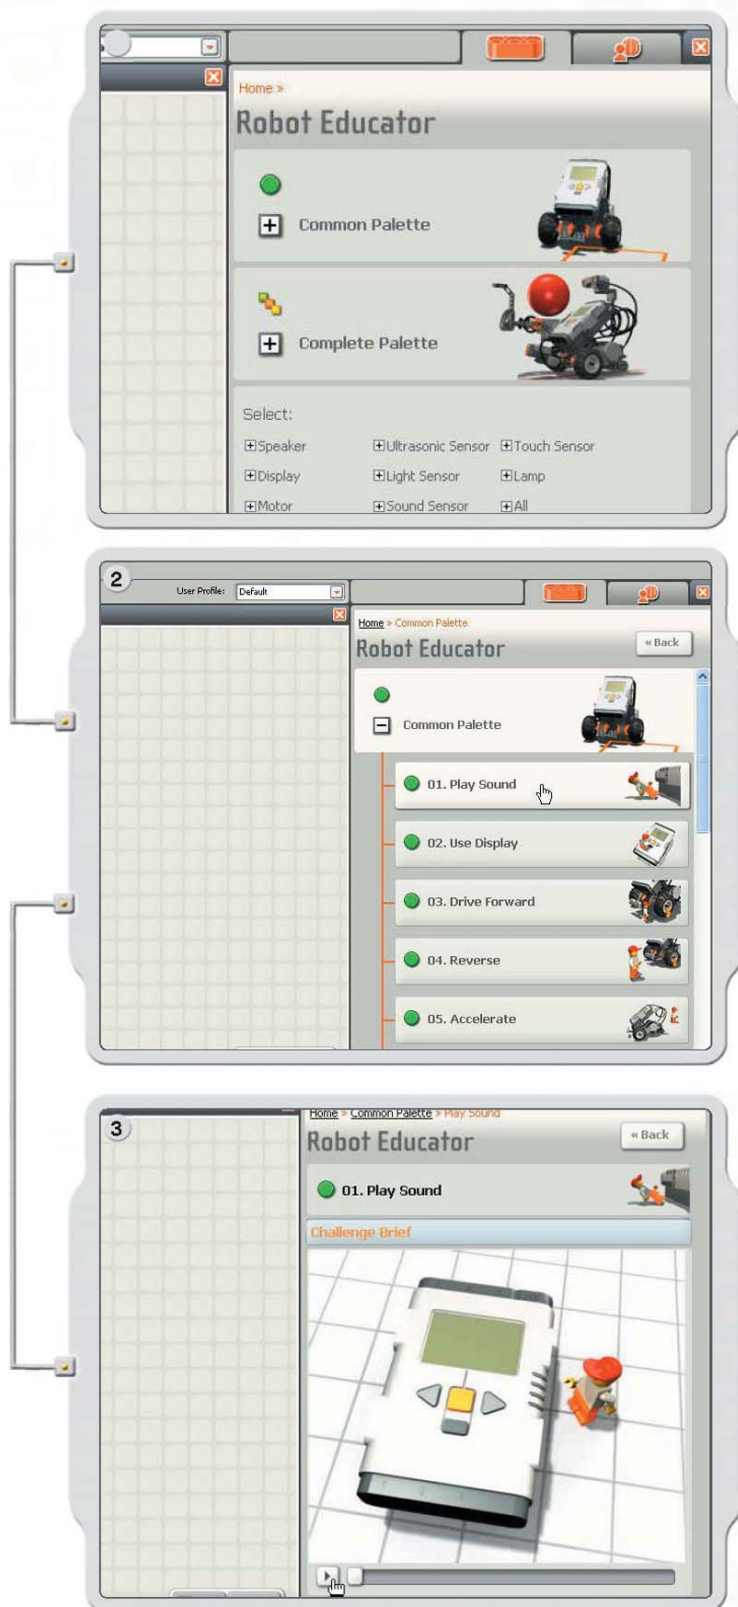 Home »
Robot Educator
Common Palette
Complete Palette
Select:
Speaker Ultrasonic Sensor Touch Sensor
Display Light Sensor Lamp
Motor Sound Sensor All
2
User Profile: Default
Home » Common Palette
Robot Educator
« Back
Common Palette
01. Play Sound
02. Use Display
03. Drive Forward
04. Reverse
05. Accelerate
3
Home » Common Palette » Play Sound
Robot Educator
« Back
01. Play Sound
Challenge Brief